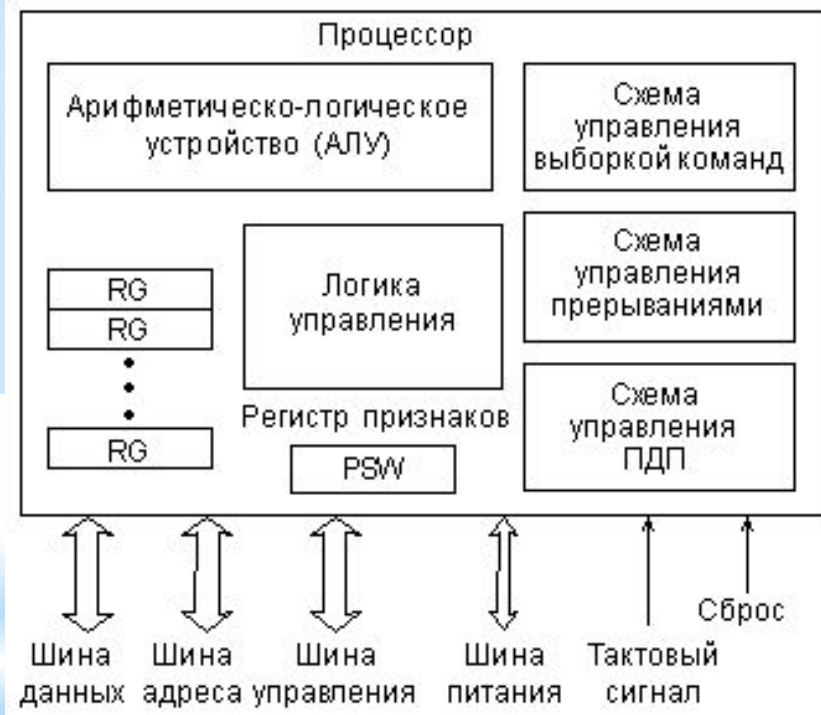 Процессор
Арифметическо-логическое
устройство (АЛУ)
Схема
управления
выборкой команд
Схема
управления
прерываниями
Логика
управления
RG
RG
RG
Регистр признаков
PSW
Схема
управления
ПДП
Сброс
Шина
данных
Шина
адреса
Шина
управления
Шина
питания
Тактовый
сигнал